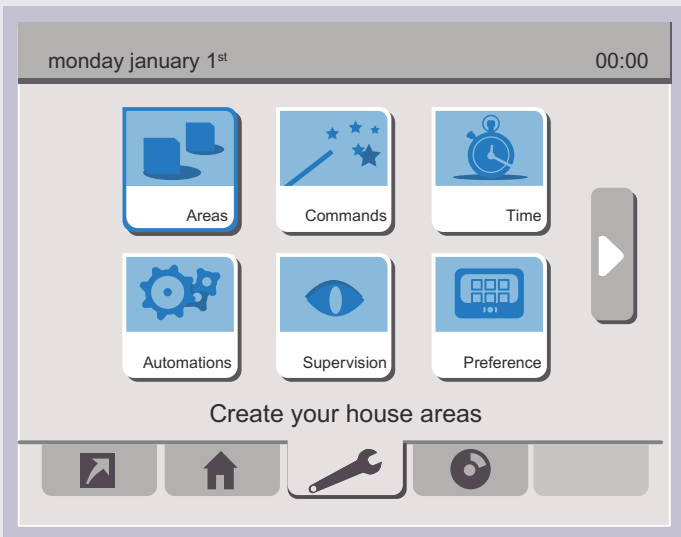 monday january 1st 00:00
Areas Commands Time
Automations Supervision Preference
Create your house areas